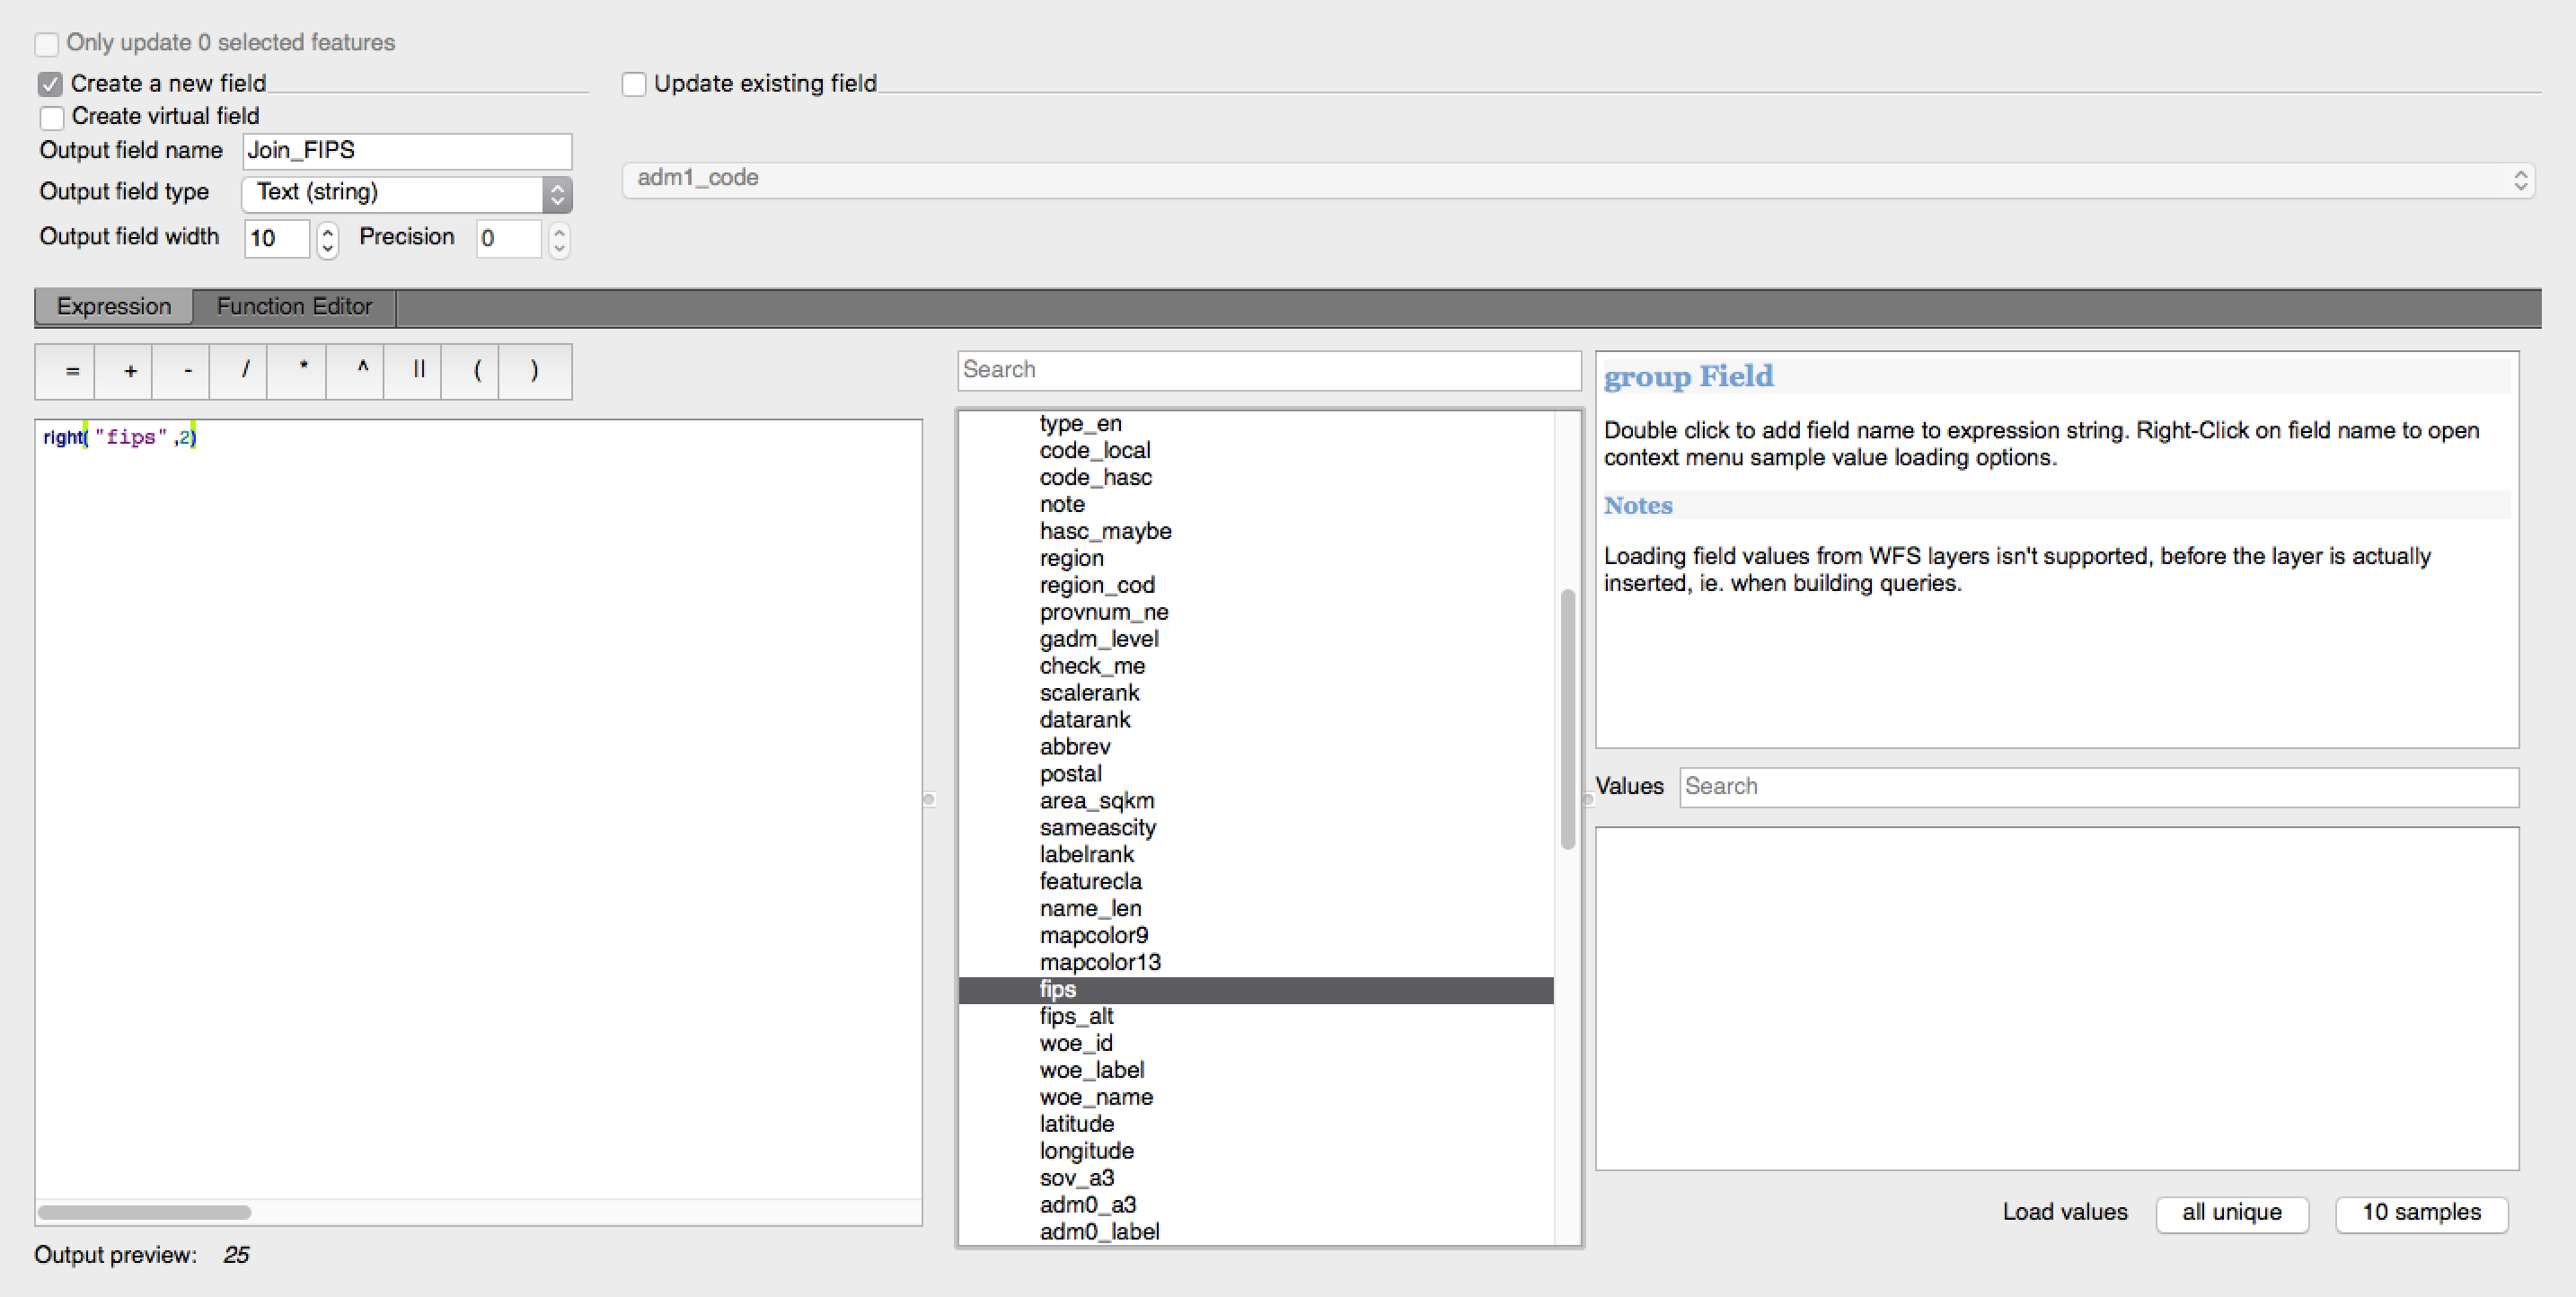 Only update 0 selected features
Create a new field
Update existing field
Create virtual field
Output field name Join_FIPS
adm1_code
Output field type Text (string)
Output field width 10 Precision 0
Expression Function Editor
= + - / * ^ || ( )
right( "fips" ,2)
Output preview: 25
Search
type_en
code_local
code_hasc
note
hasc_maybe
region
region_cod
provnum_ne
gadm_level
check_me
scalerank
datarank
abbrev
postal
area_sqkm
sameascity
labelrank
featurecla
name_len
mapcolor9
mapcolor13
fips
fips_alt
woe_id
woe_label
woe_name
latitude
longitude
sov_a3
adm0_a3
adm0_label
group Field
Double click to add field name to expression string. Right-Click on field name to open
context menu sample value loading options.
Notes
Loading field values from WFS layers isn't supported, before the layer is actually
inserted, ie. when building queries.
Values Search
Load values all unique 10 samples